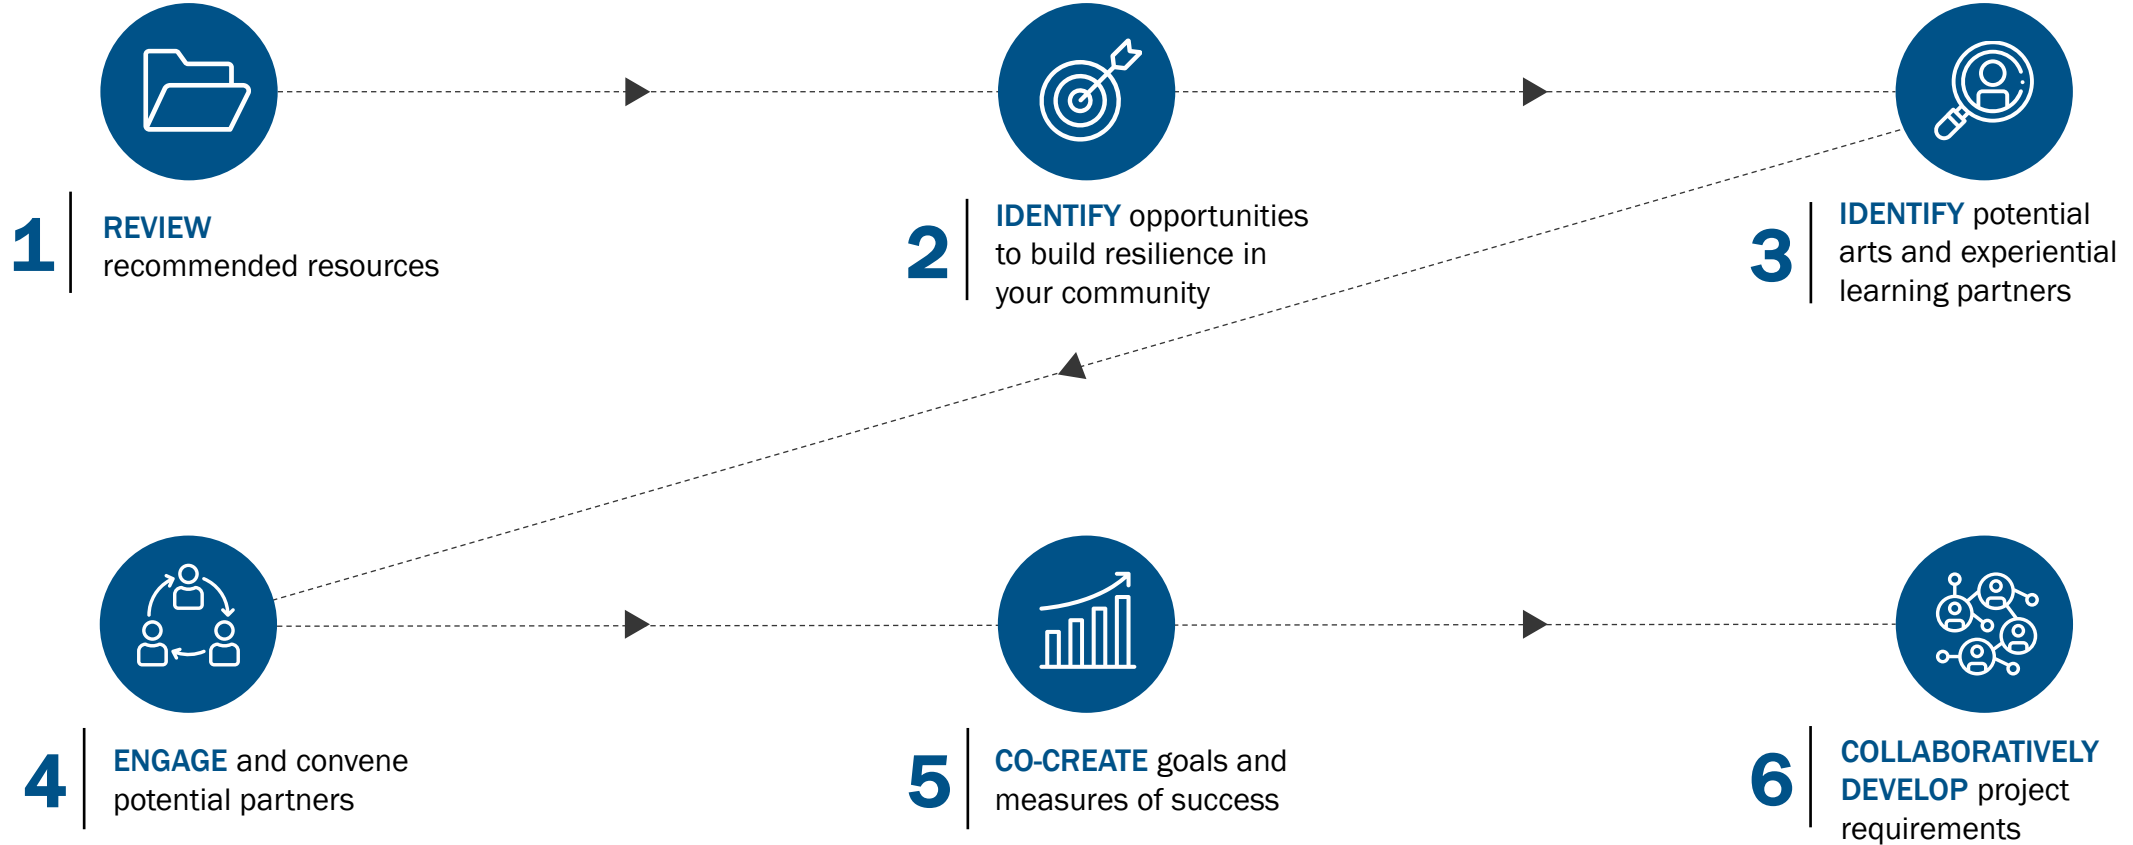 1
REVIEW
recommended resources
2
IDENTIFY opportunities
to build resilience in
your community
3
IDENTIFY potential
arts and experiential
learning partners
4
ENGAGE and convene
potential partners
5
CO-CREATE goals and
measures of success
6
COLLABORATIVELY
DEVELOP project
requirements